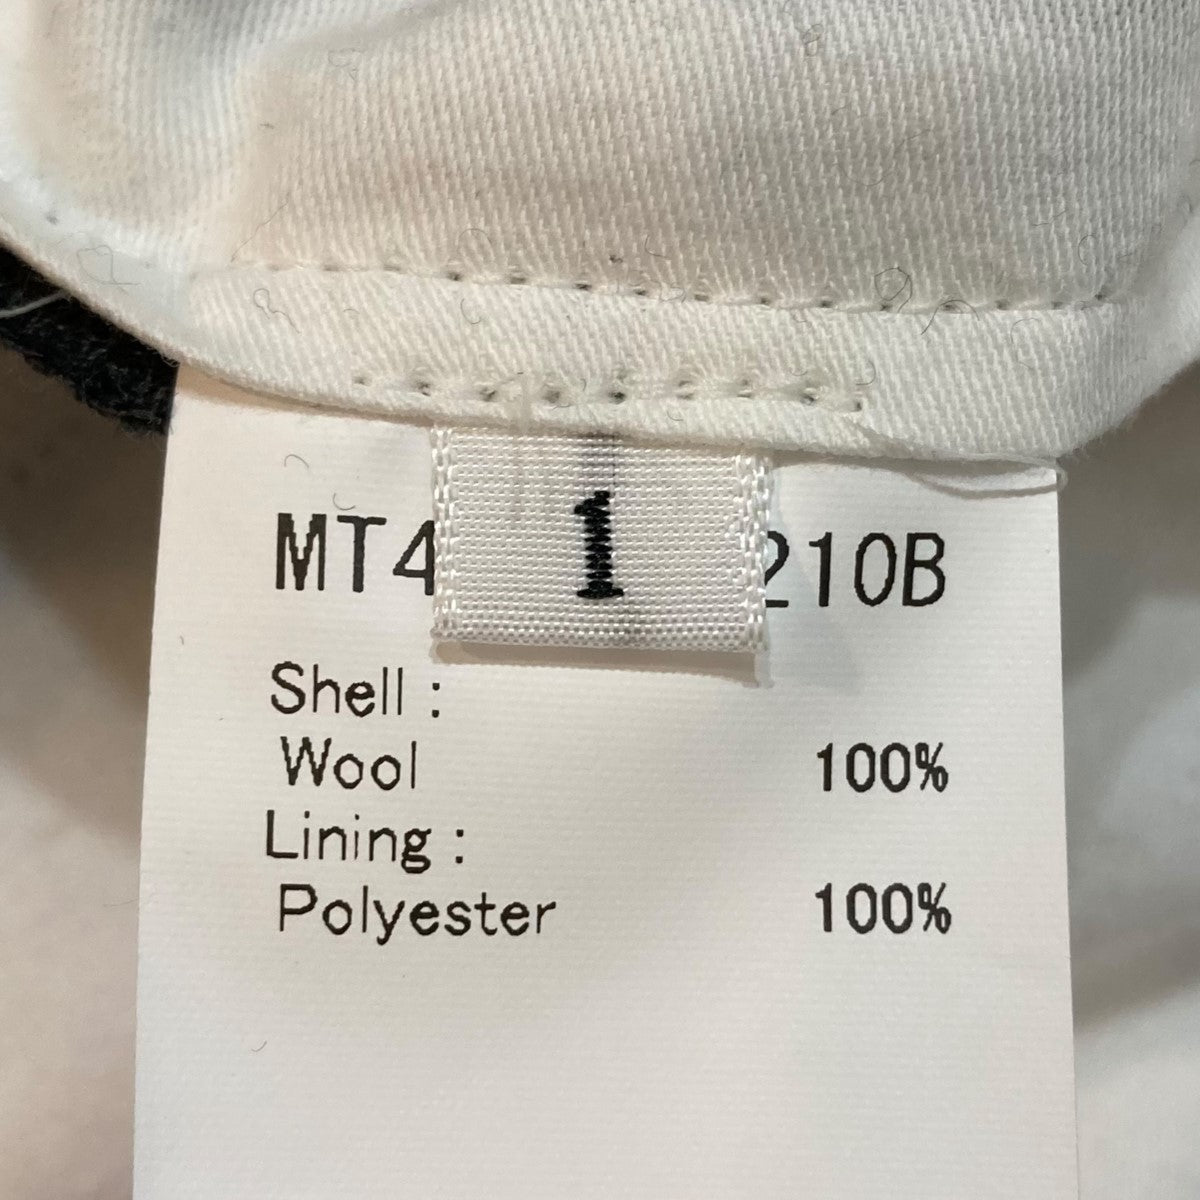 1
MT4 210B
Shell :
Wool 100%
Lining :
Polyester 100%